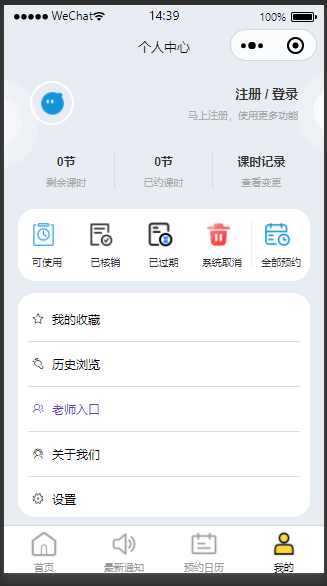 WeChat 14:39 100%
个人中心
注册 / 登录
马上注册，使用更多功能
0节 0节 课时记录
剩余课时 已约课时 查看变更
可使用 已核销 已过期 系统取消 全部预约
我的收藏
历史浏览
老师入口
关于我们
设置
首页 最新通知 预约日历 我的